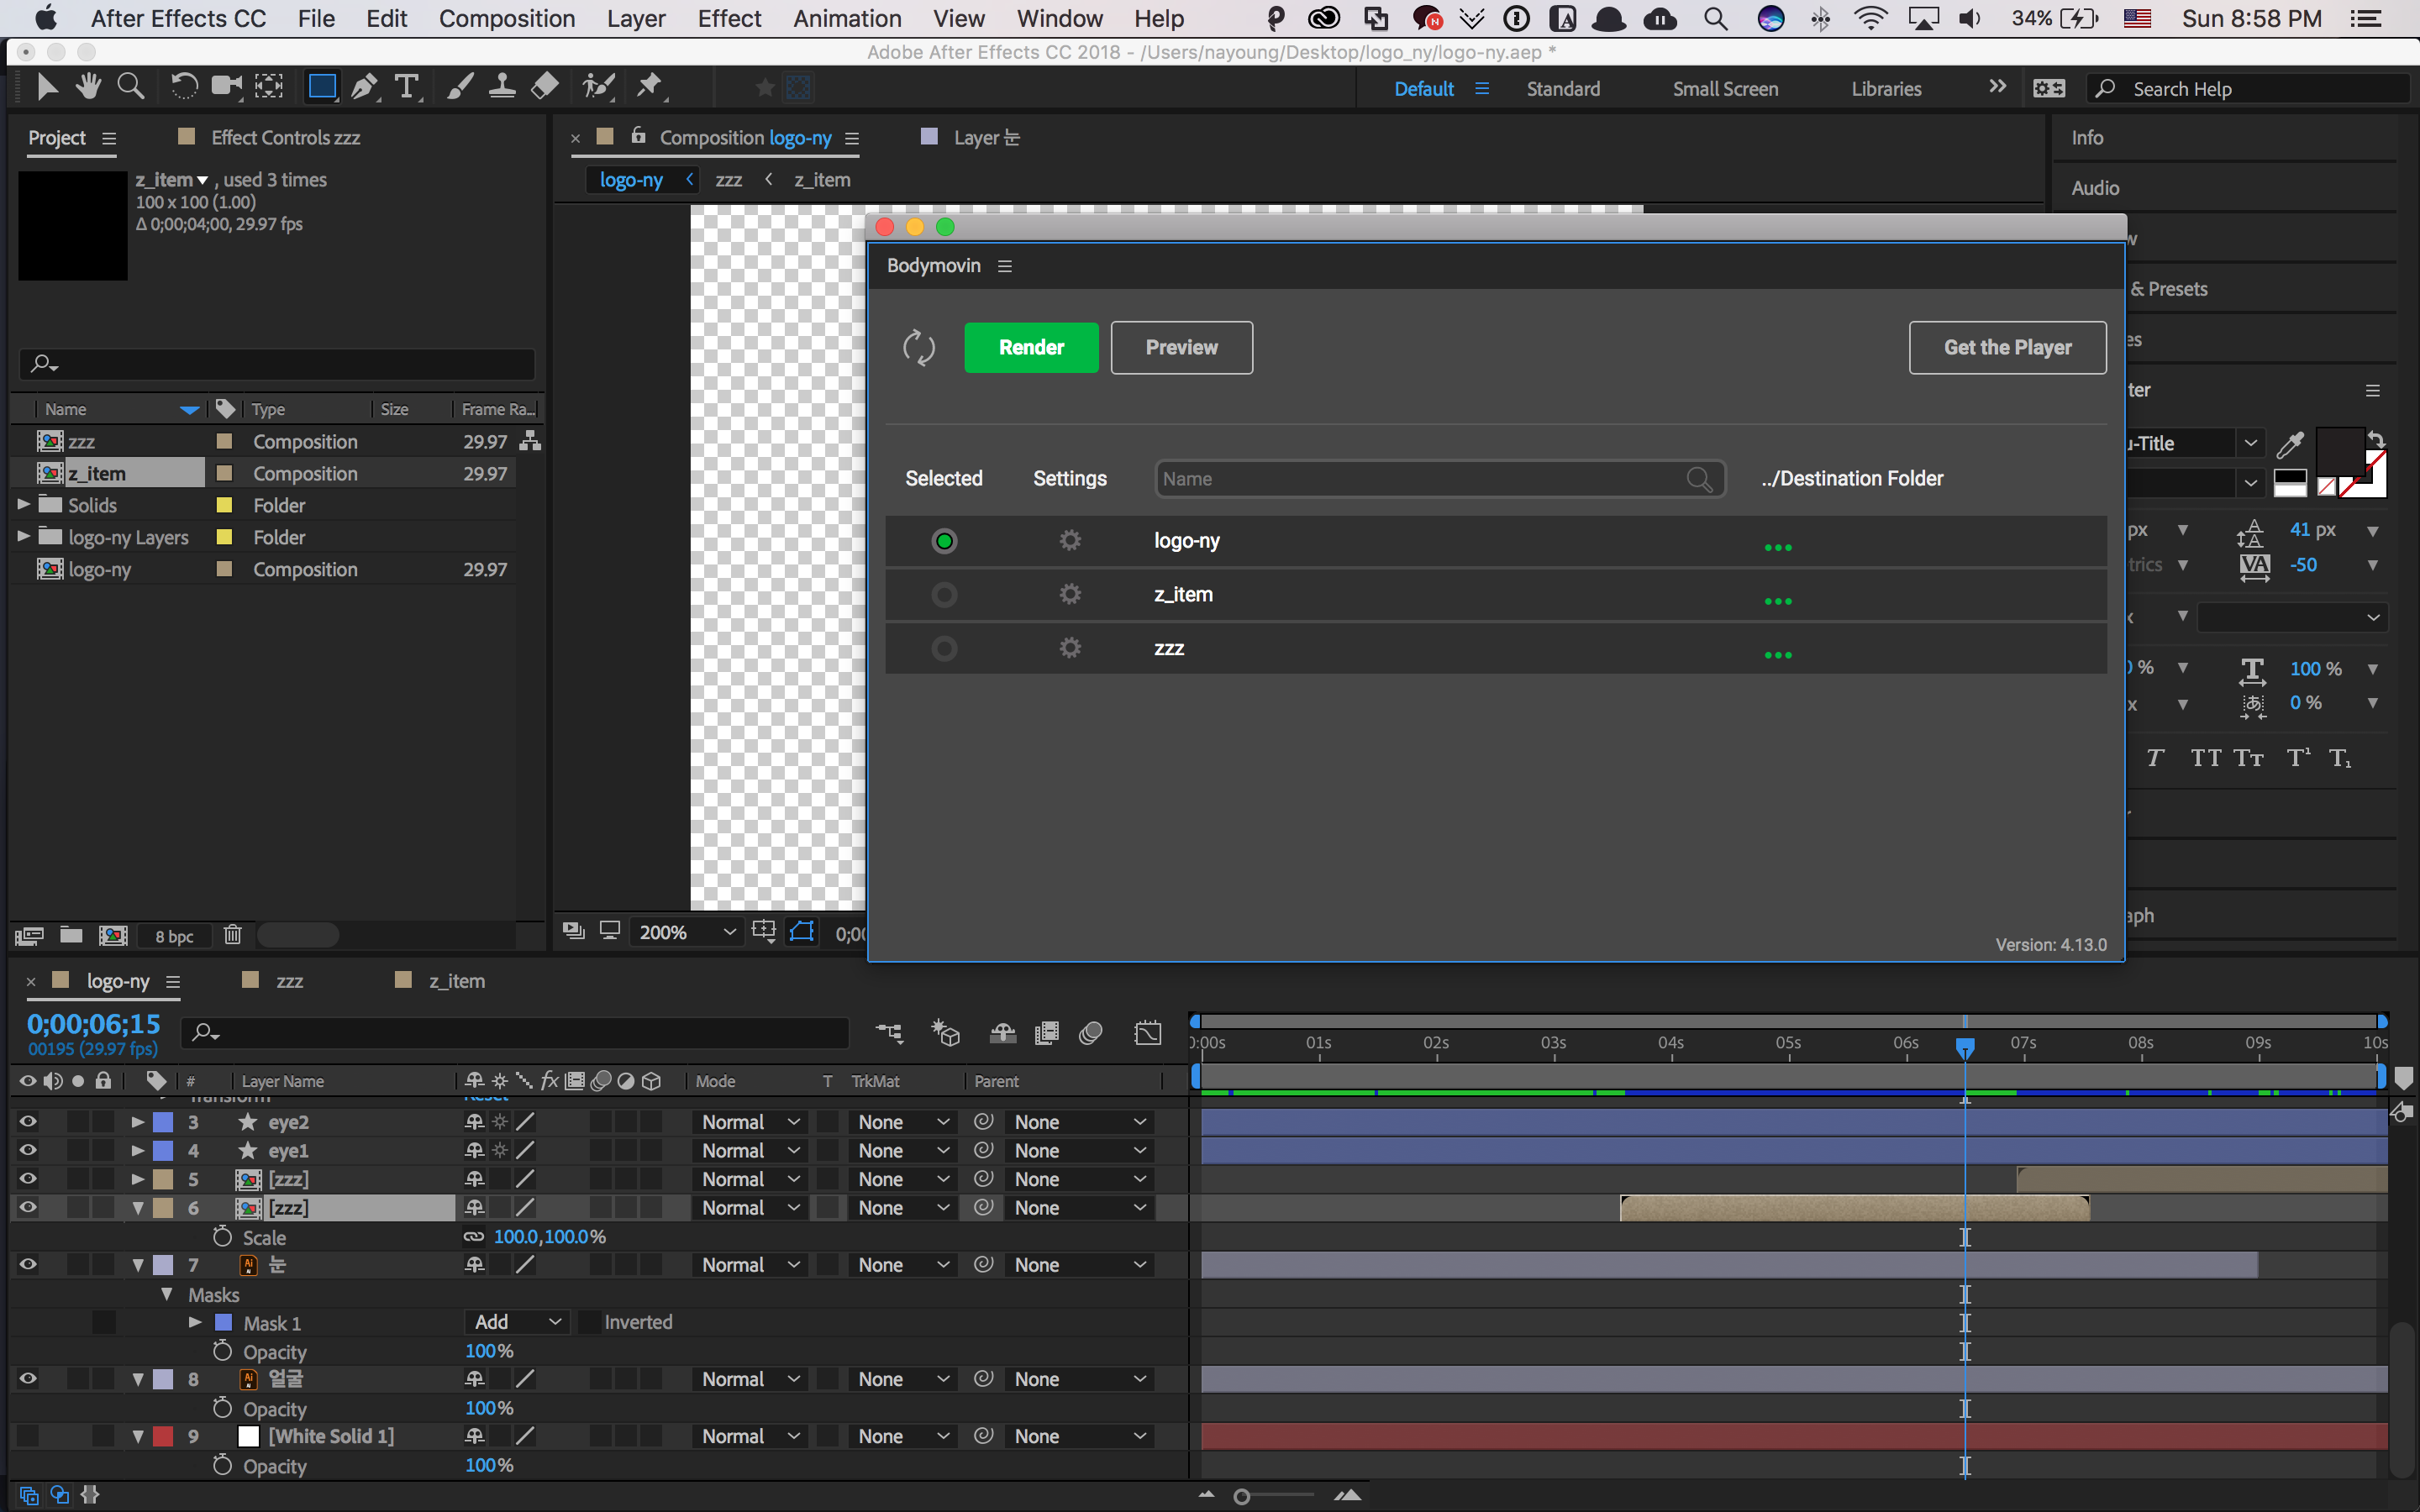 After Effects CC File Edit Composition Layer Effect Animation View Window Help 34% Sun 8:58 PM
Adobe After Effects CC 2018 - /Users/nayoung/Desktop/logo_ny/logo-ny.aep *
Default Standard Small Screen Libraries Search Help
Project Effect Controls zzz
z_item , used 3 times
100 x 100 (1.00)
Δ 0;00;04;00, 29.97 fps
Name Type Size Frame Ra...
zzz Composition 29.97
z_item Composition 29.97
Solids Folder
logo-ny Layers Folder
logo-ny Composition 29.97
8 bpc
Composition logo-ny Layer 눈
logo-ny zzz z_item
200% 0;0
Bodymovin
Render Preview Get the Player
Selected Settings Name ../Destination Folder
logo-ny
z_item
zzz
Version: 4.13.0
Info
Audio
& Presets
es
ter
-Title
px 41 px
trics -50
% 100 %
x 0 %
T TT Tt T¹ T₁
aph
logo-ny zzz z_item
0;00;06;15
00195 (29.97 fps)
:00s 01s 02s 03s 04s 05s 06s 07s 08s 09s 10s
# Layer Name fx Mode T TrkMat Parent
Transform Reset
3 eye2 Normal None None
4 eye1 Normal None None
5 [zzz] Normal None None
6 [zzz] Normal None None
Scale 100.0,100.0%
7 눈 Normal None None
Masks
Mask 1 Add Inverted
Opacity 100%
8 얼굴 Normal None None
Opacity 100%
9 [White Solid 1] Normal None None
Opacity 100%